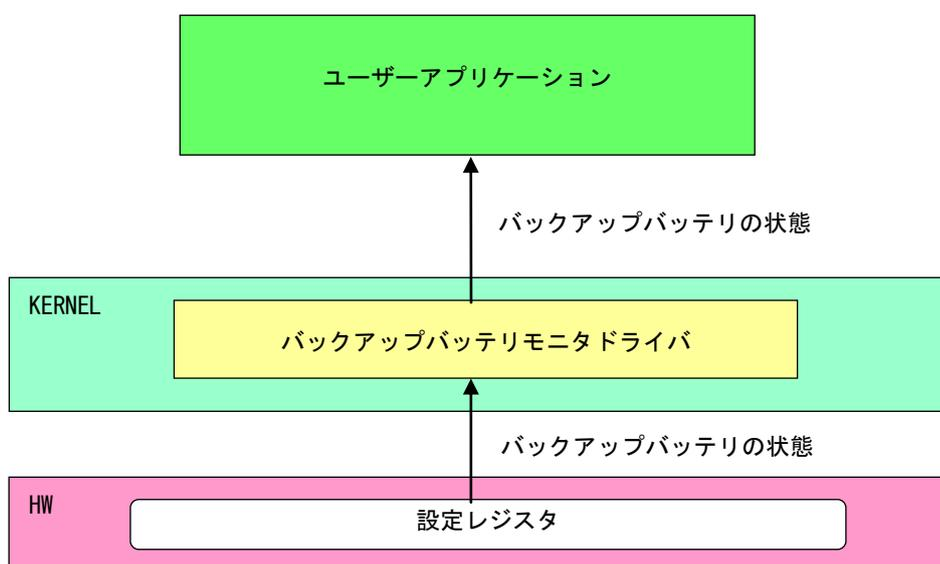 ユーザーアプリケーション
バックアップバッテリの状態
KERNEL
バックアップバッテリモニタドライバ
バックアップバッテリの状態
HW
設定レジスタ